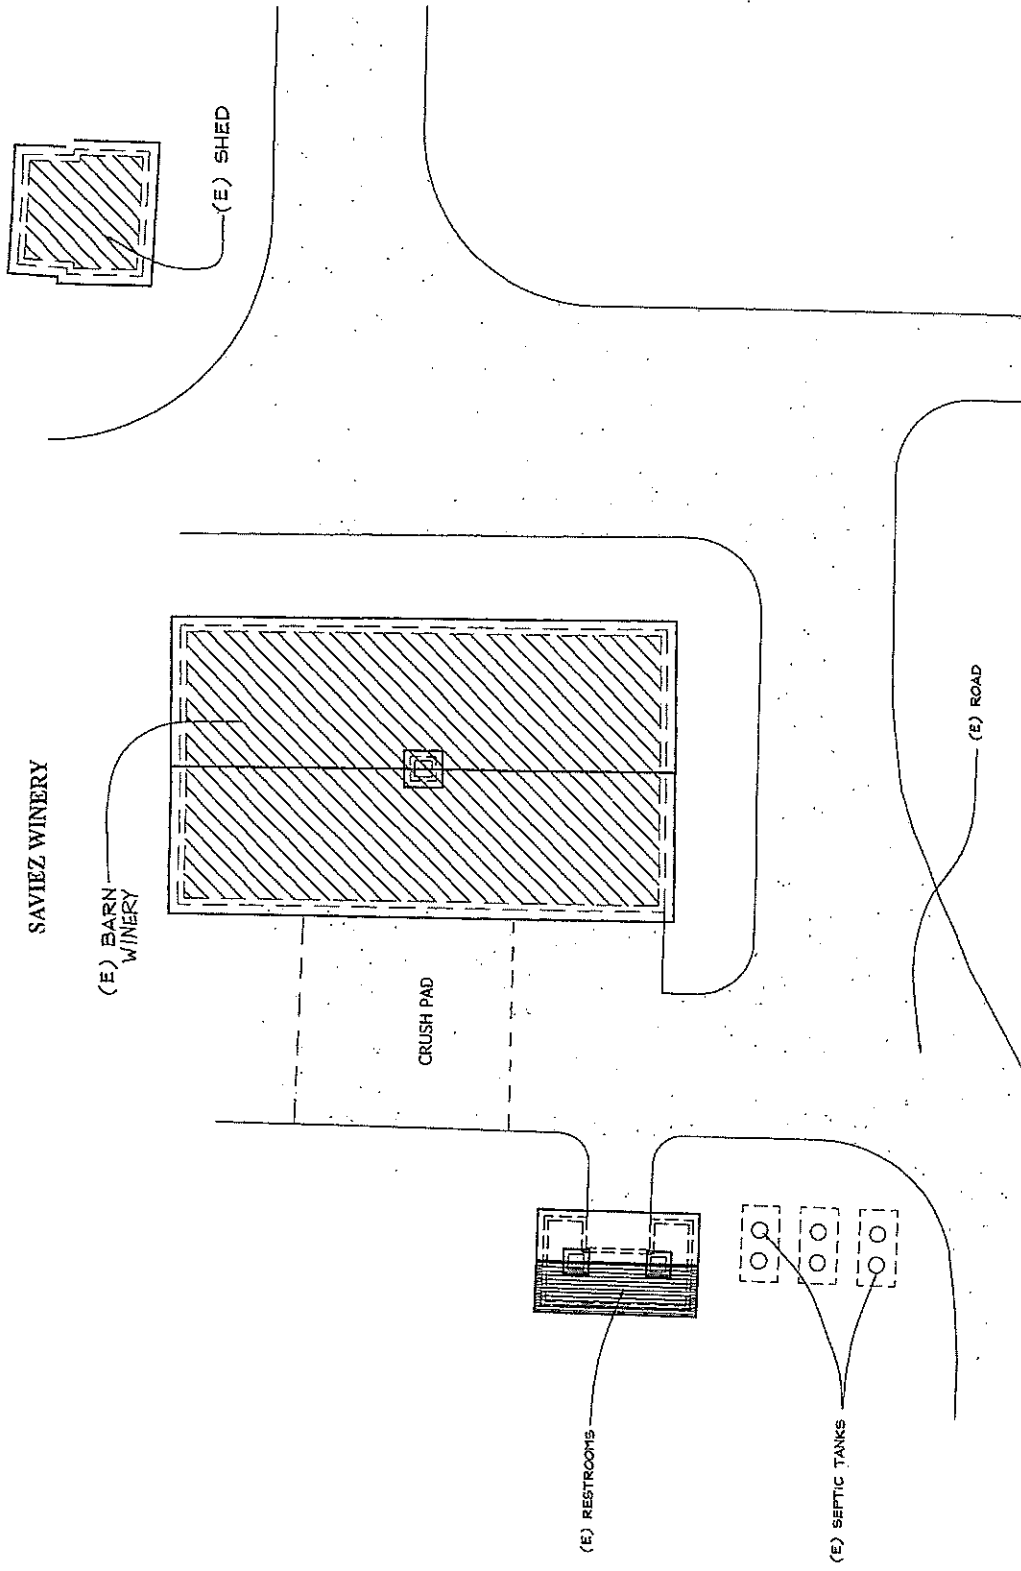 SAVIEZ WINERY
(E) BARN
WINERY
(E) SHED
CRUSH PAD
(E) ROAD
(E) RESTROOMS
(E) SEPTIC TANKS